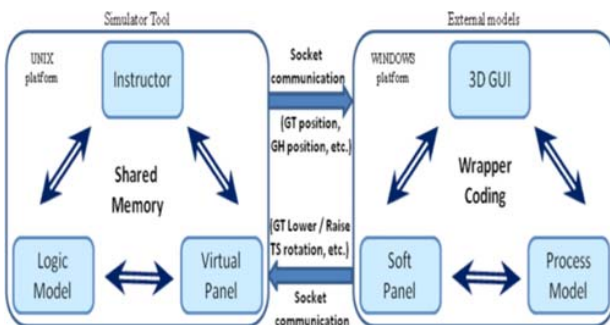 Simulator Tool
External models
UNIX
platform
Instructor
Shared
Memory
Logic
Model
Virtual
Panel
Socket
communication
(GT position,
GH position, etc.)
(GT Lower / Raise
TS rotation, etc.)
Socket
communication
WINDOWS
platform
3D GUI
Wrapper
Coding
Soft
Panel
Process
Model